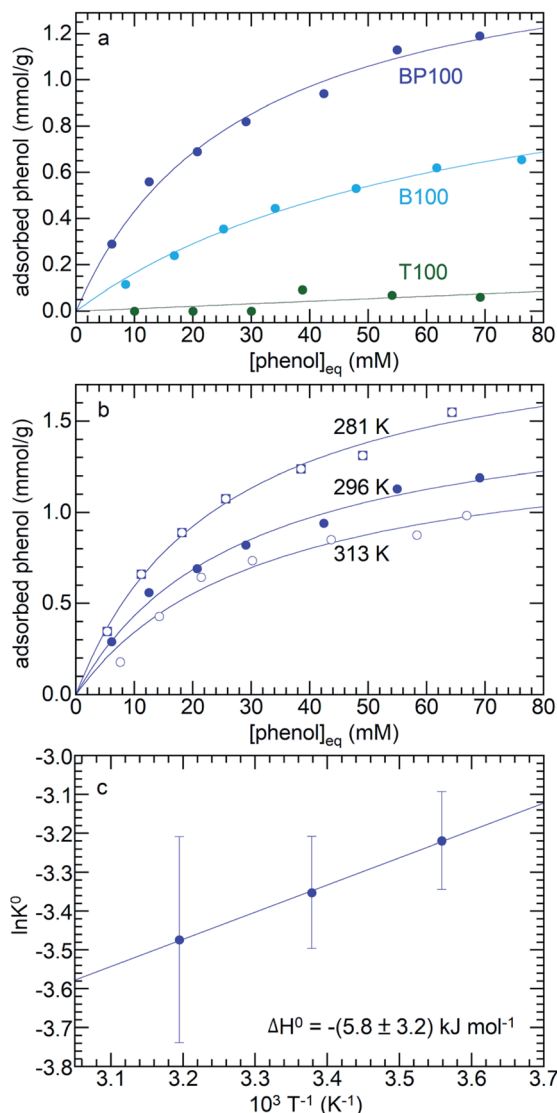 a
1.2
1.0
0.8
0.6
0.4
0.2
0.0
adsorbed phenol (mmol/g)
BP100
B100
T100
0 10 20 30 40 50 60 70 80
[phenol]eq (mM)
b
1.5
1.0
0.5
0.0
adsorbed phenol (mmol/g)
281 K
296 K
313 K
0 10 20 30 40 50 60 70 80
[phenol]eq (mM)
c
-3.0
-3.1
-3.2
-3.3
-3.4
-3.5
-3.6
-3.7
-3.8
lnK⁰
ΔH⁰ = -(5.8 ± 3.2) kJ mol⁻¹
3.1 3.2 3.3 3.4 3.5 3.6 3.7
10³ T⁻¹ (K⁻¹)